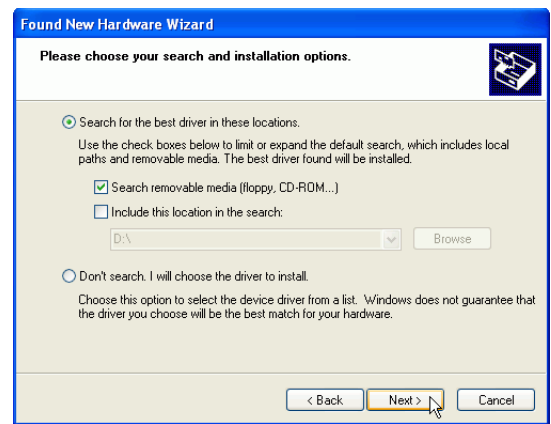 Found New Hardware Wizard
Please choose your search and installation options.
Search for the best driver in these locations.
Use the check boxes below to limit or expand the default search, which includes local
paths and removable media. The best driver found will be installed.
Search removable media (floppy, CD-ROM...)
Include this location in the search:
D:\
Browse
Don't search. I will choose the driver to install.
Choose this option to select the device driver from a list. Windows does not guarantee that
the driver you choose will be the best match for your hardware.
< Back Next > Cancel